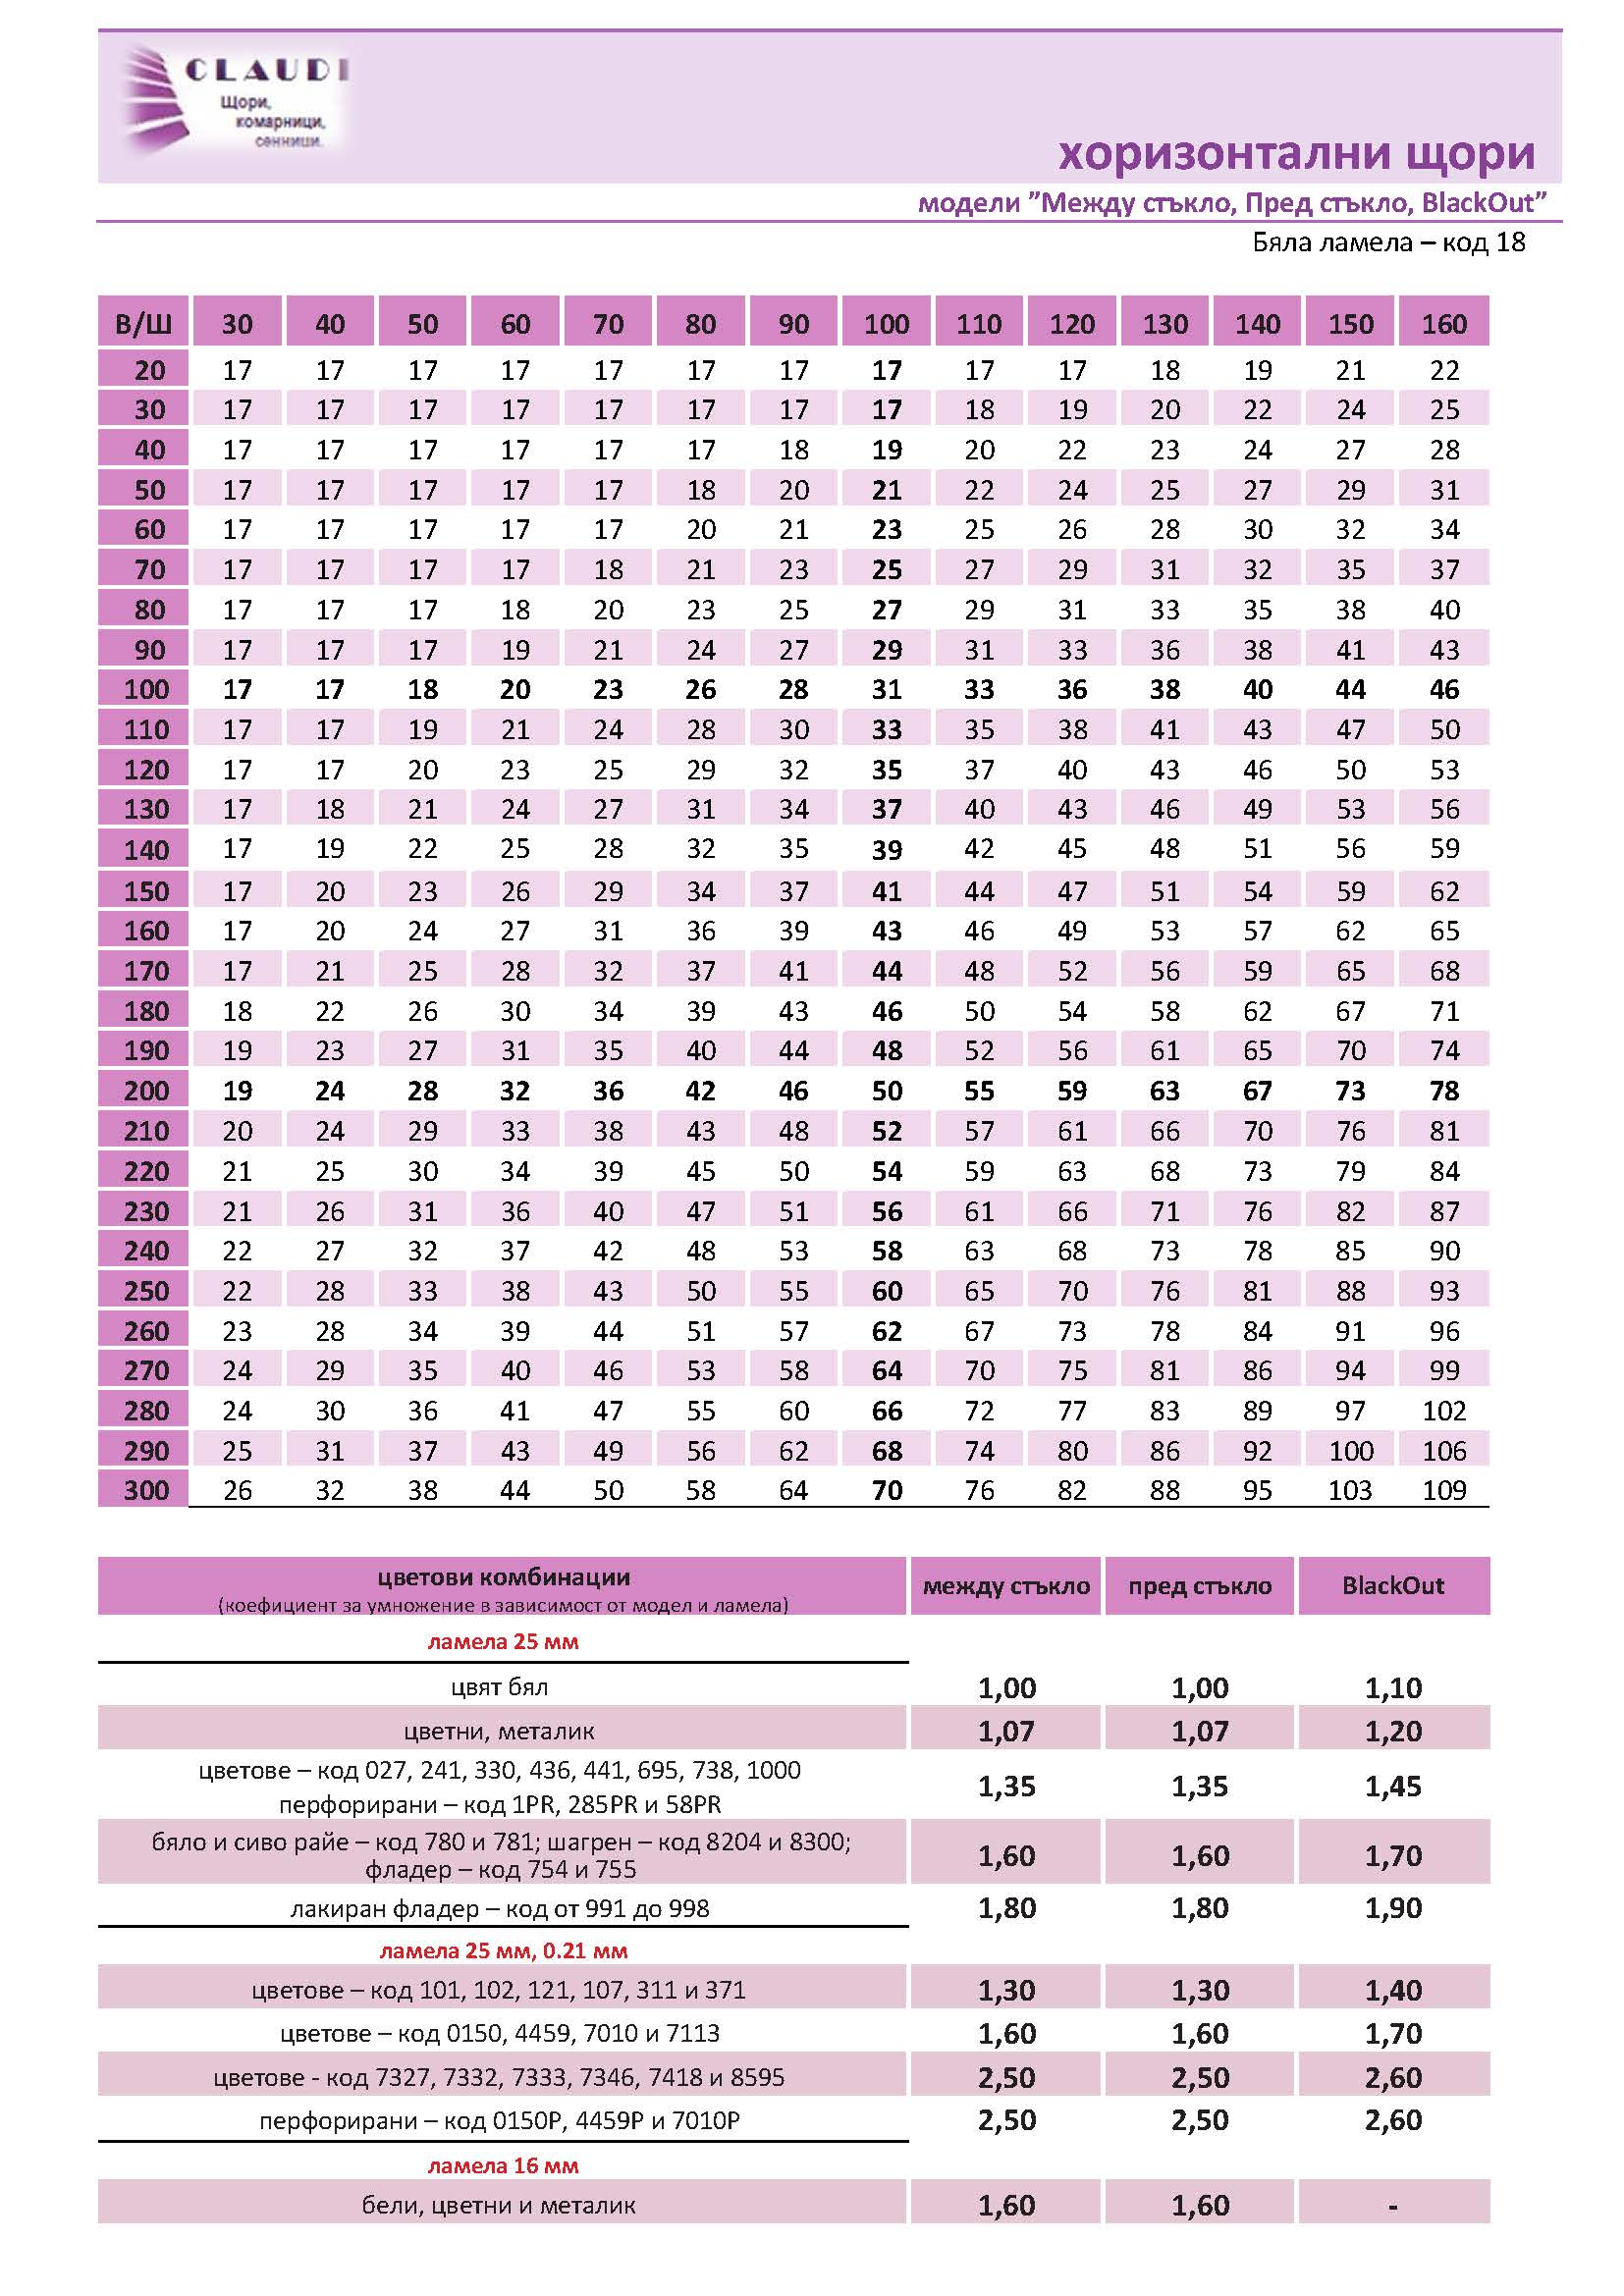 CLAUDI
Щори,
комарници,
сенници.
хоризонтални щори
модели ”Между стъкло, Пред стъкло, BlackOut”
Бяла ламела – код 18
В/Ш 30 40 50 60 70 80 90 100 110 120 130 140 150 160
20 17 17 17 17 17 17 17 17 17 17 18 19 21 22
30 17 17 17 17 17 17 17 17 18 19 20 22 24 25
40 17 17 17 17 17 17 18 19 20 22 23 24 27 28
50 17 17 17 17 17 18 20 21 22 24 25 27 29 31
60 17 17 17 17 17 20 21 23 25 26 28 30 32 34
70 17 17 17 17 18 21 23 25 27 29 31 32 35 37
80 17 17 17 18 20 23 25 27 29 31 33 35 38 40
90 17 17 17 19 21 24 27 29 31 33 36 38 41 43
100 17 17 18 20 23 26 28 31 33 36 38 40 44 46
110 17 17 19 21 24 28 30 33 35 38 41 43 47 50
120 17 17 20 23 25 29 32 35 37 40 43 46 50 53
130 17 18 21 24 27 31 34 37 40 43 46 49 53 56
140 17 19 22 25 28 32 35 39 42 45 48 51 56 59
150 17 20 23 26 29 34 37 41 44 47 51 54 59 62
160 17 20 24 27 31 36 39 43 46 49 53 57 62 65
170 17 21 25 28 32 37 41 44 48 52 56 59 65 68
180 18 22 26 30 34 39 43 46 50 54 58 62 67 71
190 19 23 27 31 35 40 44 48 52 56 61 65 70 74
200 19 24 28 32 36 42 46 50 55 59 63 67 73 78
210 20 24 29 33 38 43 48 52 57 61 66 70 76 81
220 21 25 30 34 39 45 50 54 59 63 68 73 79 84
230 21 26 31 36 40 47 51 56 61 66 71 76 82 87
240 22 27 32 37 42 48 53 58 63 68 73 78 85 90
250 22 28 33 38 43 50 55 60 65 70 76 81 88 93
260 23 28 34 39 44 51 57 62 67 73 78 84 91 96
270 24 29 35 40 46 53 58 64 70 75 81 86 94 99
280 24 30 36 41 47 55 60 66 72 77 83 89 97 102
290 25 31 37 43 49 56 62 68 74 80 86 92 100 106
300 26 32 38 44 50 58 64 70 76 82 88 95 103 109
цветови комбинации между стъкло пред стъкло BlackOut
(коефициент за умножение в зависимост от модел и ламела)
ламела 25 мм
цвят бял 1,00 1,00 1,10
цветни, металик 1,07 1,07 1,20
цветове – код 027, 241, 330, 436, 441, 695, 738, 1000
перфорирани – код 1PR, 285PR и 58PR 1,35 1,35 1,45
бяло и сиво райе – код 780 и 781; шагрен – код 8204 и 8300;
фладер – код 754 и 755 1,60 1,60 1,70
лакиран фладер – код от 991 до 998 1,80 1,80 1,90
ламела 25 мм, 0.21 мм
цветове – код 101, 102, 121, 107, 311 и 371 1,30 1,30 1,40
цветове – код 0150, 4459, 7010 и 7113 1,60 1,60 1,70
цветове - код 7327, 7332, 7333, 7346, 7418 и 8595 2,50 2,50 2,60
перфорирани – код 0150P, 4459P и 7010P 2,50 2,50 2,60
ламела 16 мм
бели, цветни и металик 1,60 1,60 -